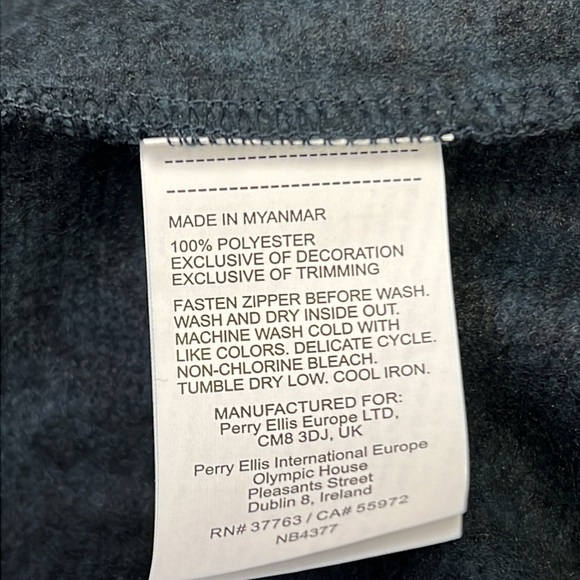 MADE IN MYANMAR
100% POLYESTER
EXCLUSIVE OF DECORATION
EXCLUSIVE OF TRIMMING
FASTEN ZIPPER BEFORE WASH.
WASH AND DRY INSIDE OUT.
MACHINE WASH COLD WITH
LIKE COLORS. DELICATE CYCLE.
NON-CHLORINE BLEACH.
TUMBLE DRY LOW. COOL IRON.
MANUFACTURED FOR:
Perry Ellis Europe LTD,
CM8 3DJ, UK
Perry Ellis International Europe
Olympic House
Pleasants Street
Dublin 8, Ireland
RN# 37763 / CA# 55972
NB4377